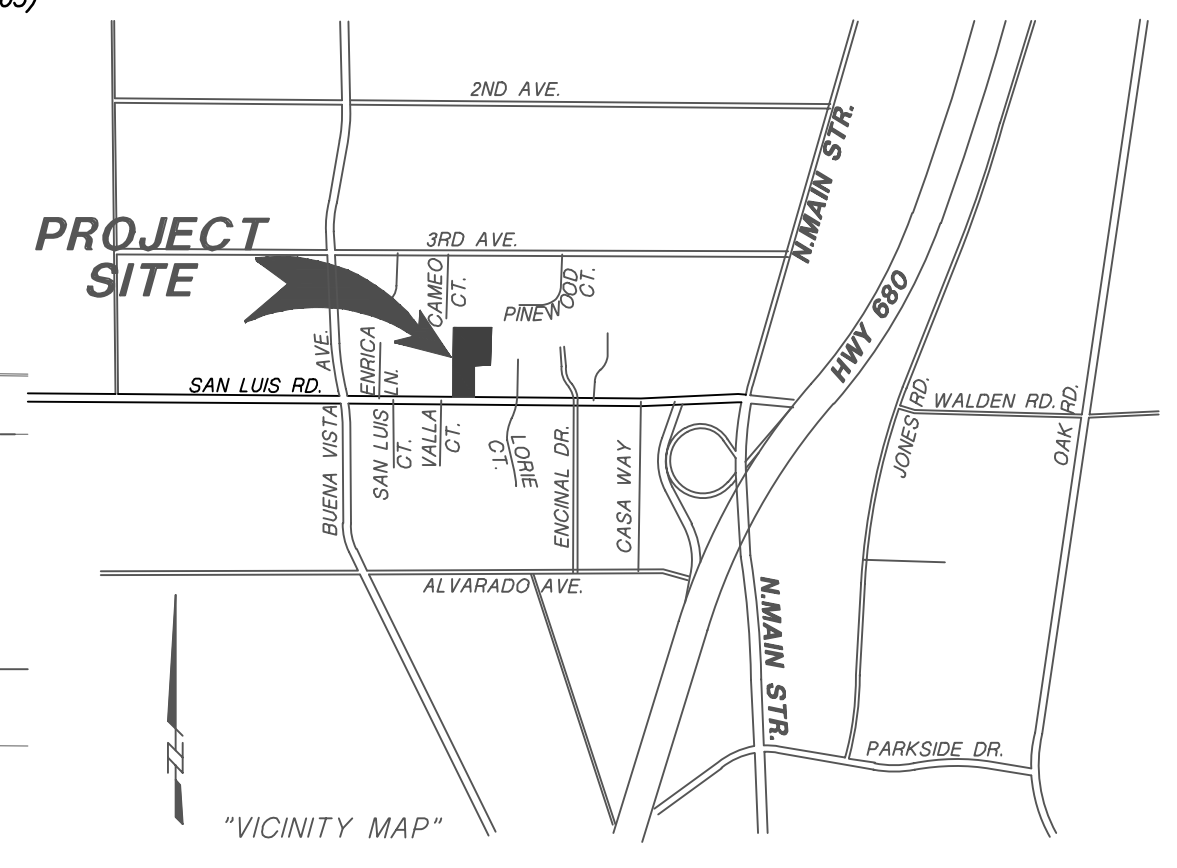 2ND AVE.
N.MAIN STR.
PROJECT
SITE
3RD AVE.
CAMEO
CT.
PINEWOOD
CT.
HWY 680
ENRICA
LN.
SAN LUIS RD.
BUENA VISTA AVE.
SAN LUIS
CT.
VALLA
CT.
LORIE
CT.
ENCINAL DR.
CASA WAY
JONES RD.
WALDEN RD.
OAK RD.
ALVARADO AVE.
N.MAIN STR.
PARKSIDE DR.
N
"VICINITY MAP"